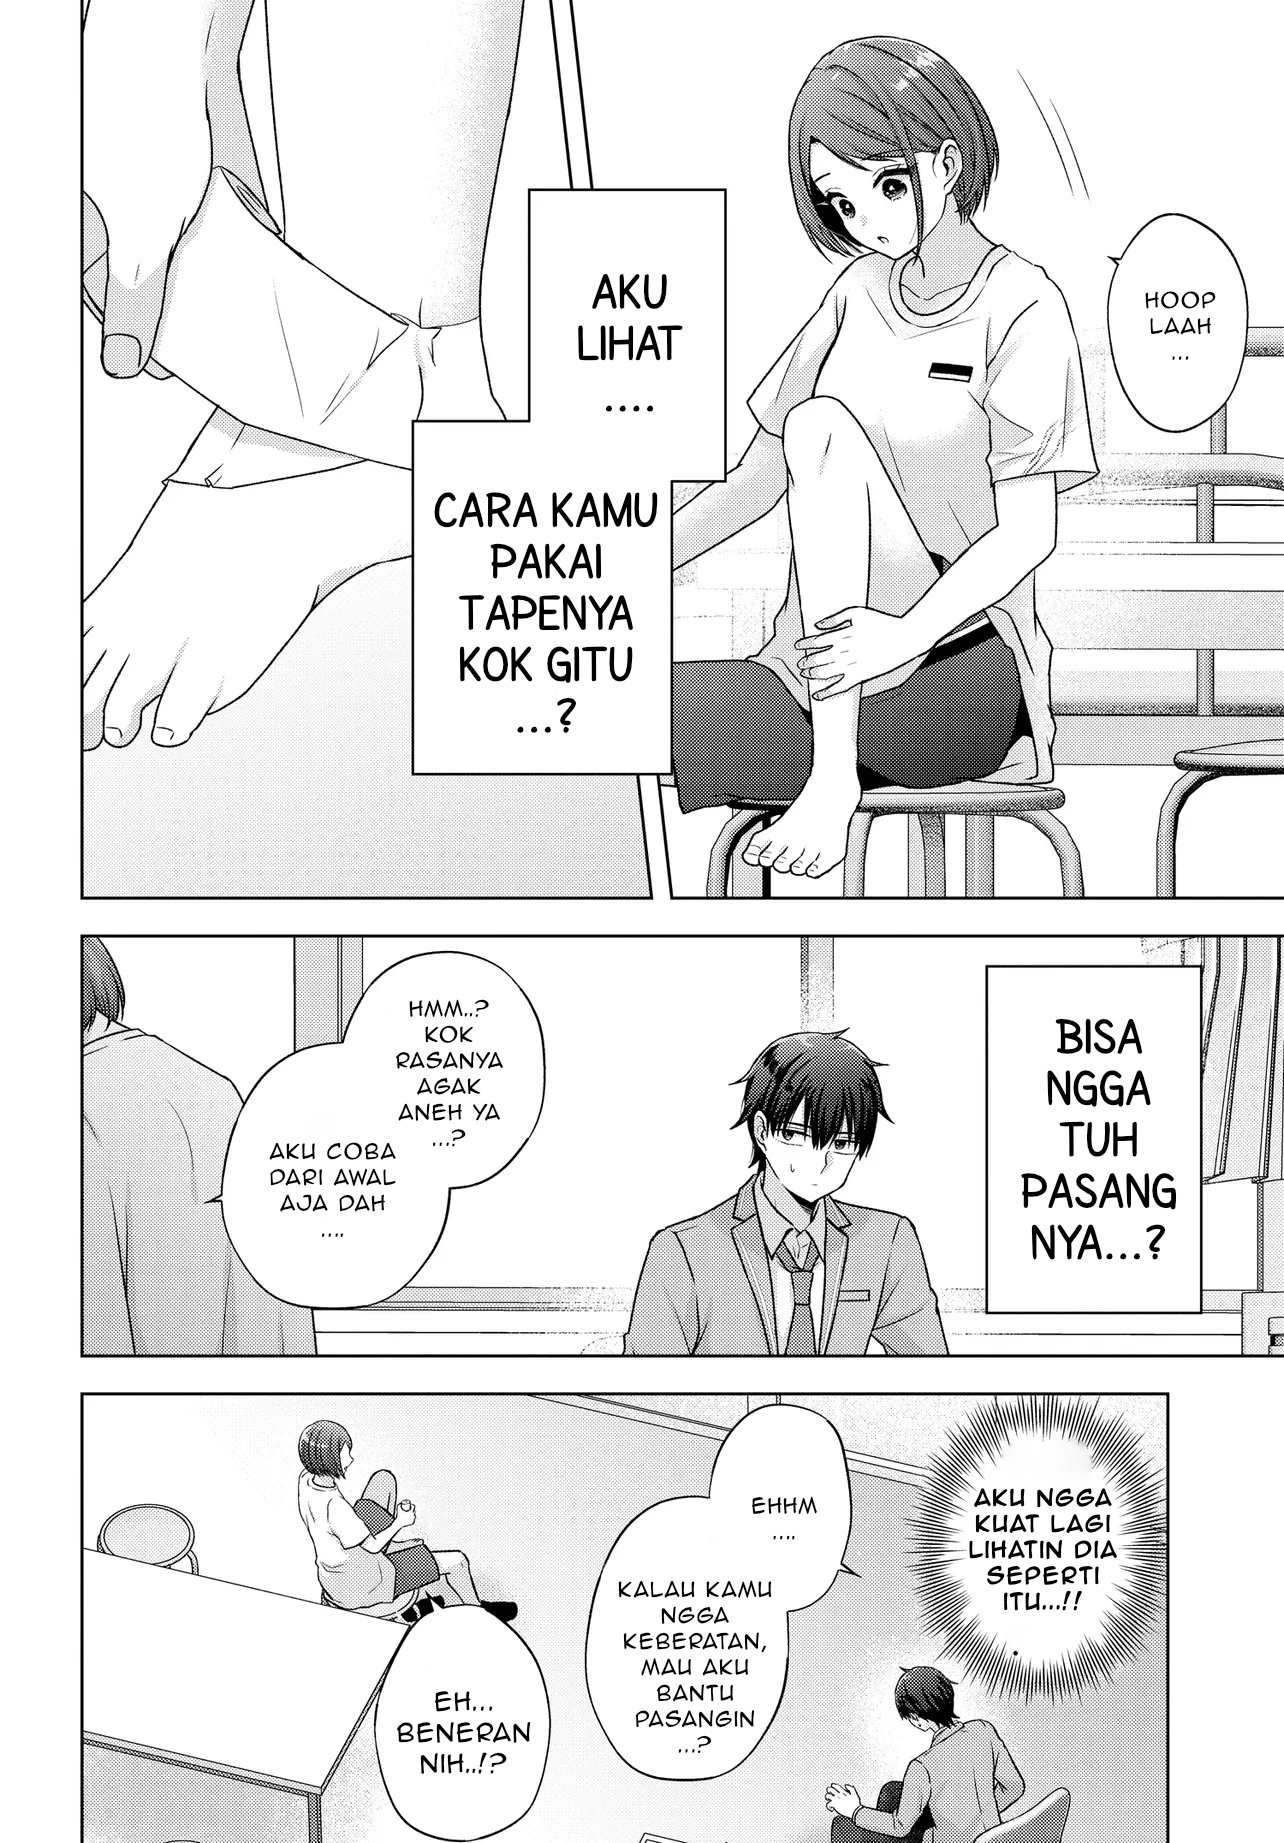 HOOP
LAAH
...
AKU
LIHAT
....
CARA KAMU
PAKAI
TAPENYA
KOK GITU
...?
BISA
NGGA
TUH
PASANG
NYA...?
HMM..?
KOK
RASANYA
AGAK
ANEH YA
...?
AKU COBA
DARI AWAL
AJA DAH
....
AKU NGGA
KUAT LAGI
LIHATIN DIA
SEPERTI
ITU...!!
EHHM
....
KALAU KAMU
NGGA
KEBERATAN,
MAU AKU
BANTU
PASANGIN
...?
EH...
BENERAN
NIH..!?